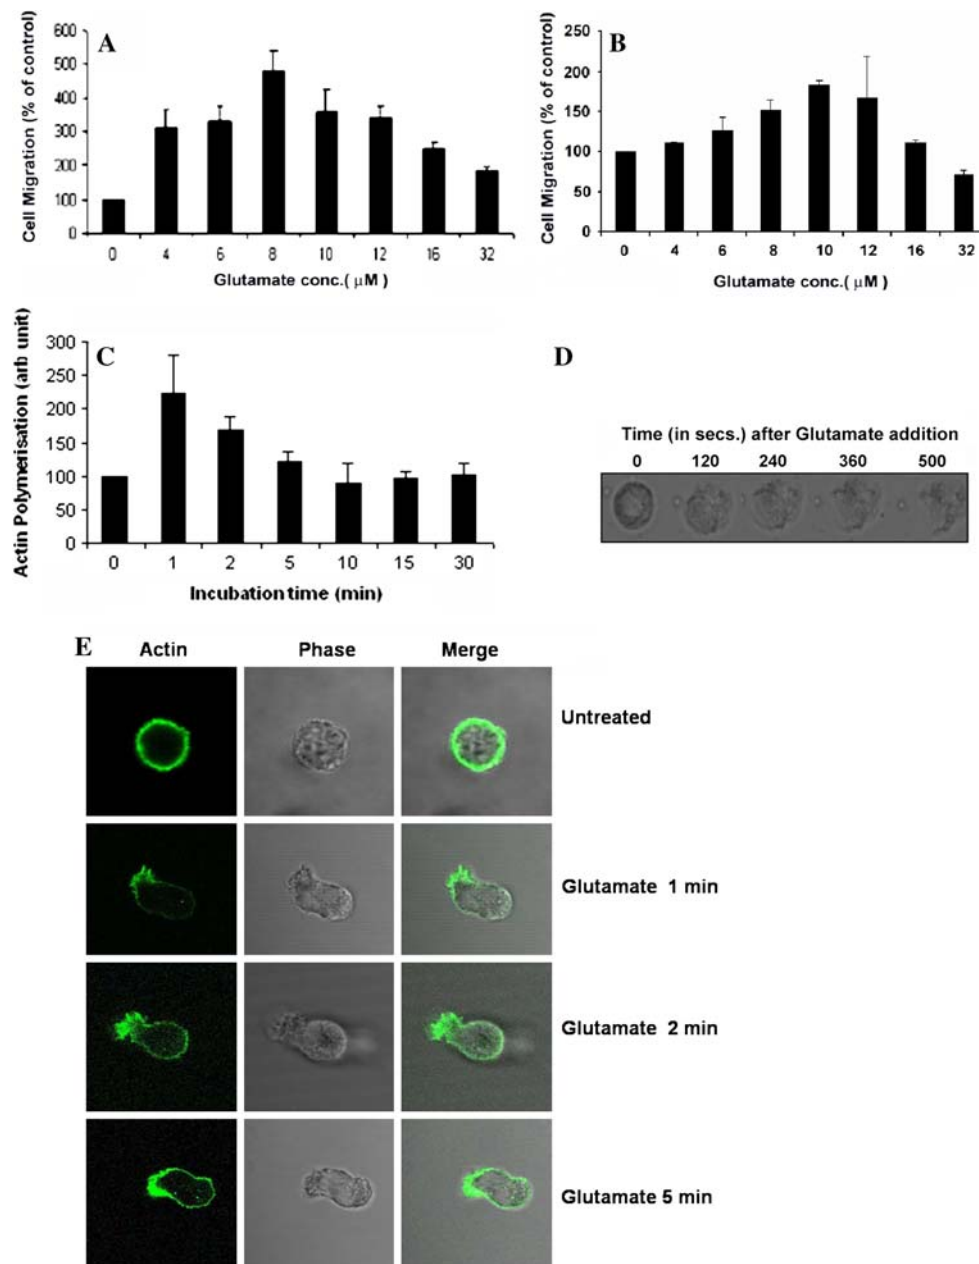 A
Cell Migration (% of control)
600
500
400
300
200
100
0
0 4 6 8 10 12 16 32
Glutamate conc.( μM )
B
Cell Migration (% of control)
250
200
150
100
50
0
0 4 6 8 10 12 16 32
Glutamate conc.( μM )
C
Actin Polymerisation (arb unit)
300
250
200
150
100
50
0
0 1 2 5 10 15 30
Incubation time (min)
D
Time (in secs.) after Glutamate addition
0 120 240 360 500
E
Actin Phase Merge
Untreated
Glutamate 1 min
Glutamate 2 min
Glutamate 5 min